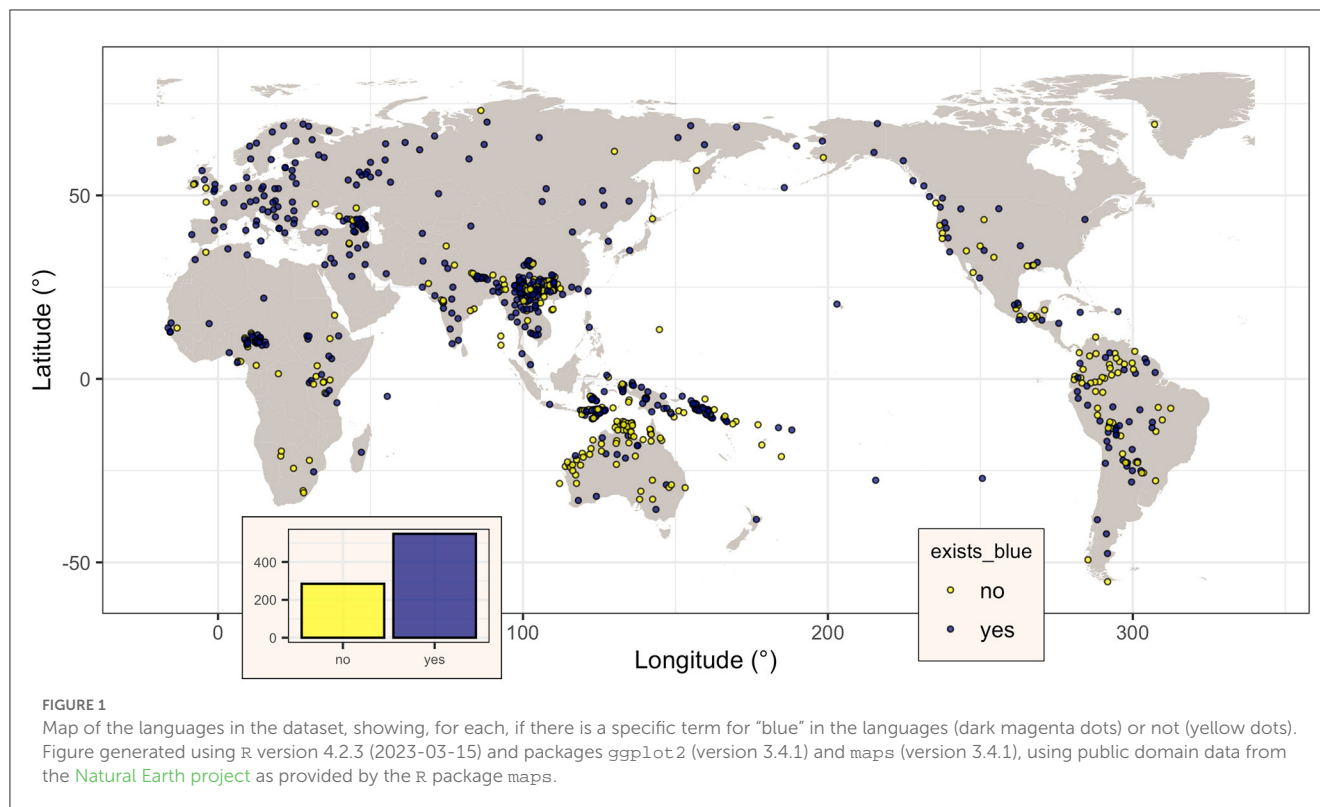 50
0
-50
Latitude (°)
0
100
200
300
Longitude (°)
400
200
0
no
yes
exists_blue
no
yes
FIGURE 1
Map of the languages in the dataset, showing, for each, if there is a specific term for “blue” in the languages (dark magenta dots) or not (yellow dots).
Figure generated using R version 4.2.3 (2023-03-15) and packages ggplot2 (version 3.4.1) and maps (version 3.4.1), using public domain data from
the Natural Earth project as provided by the R package maps.